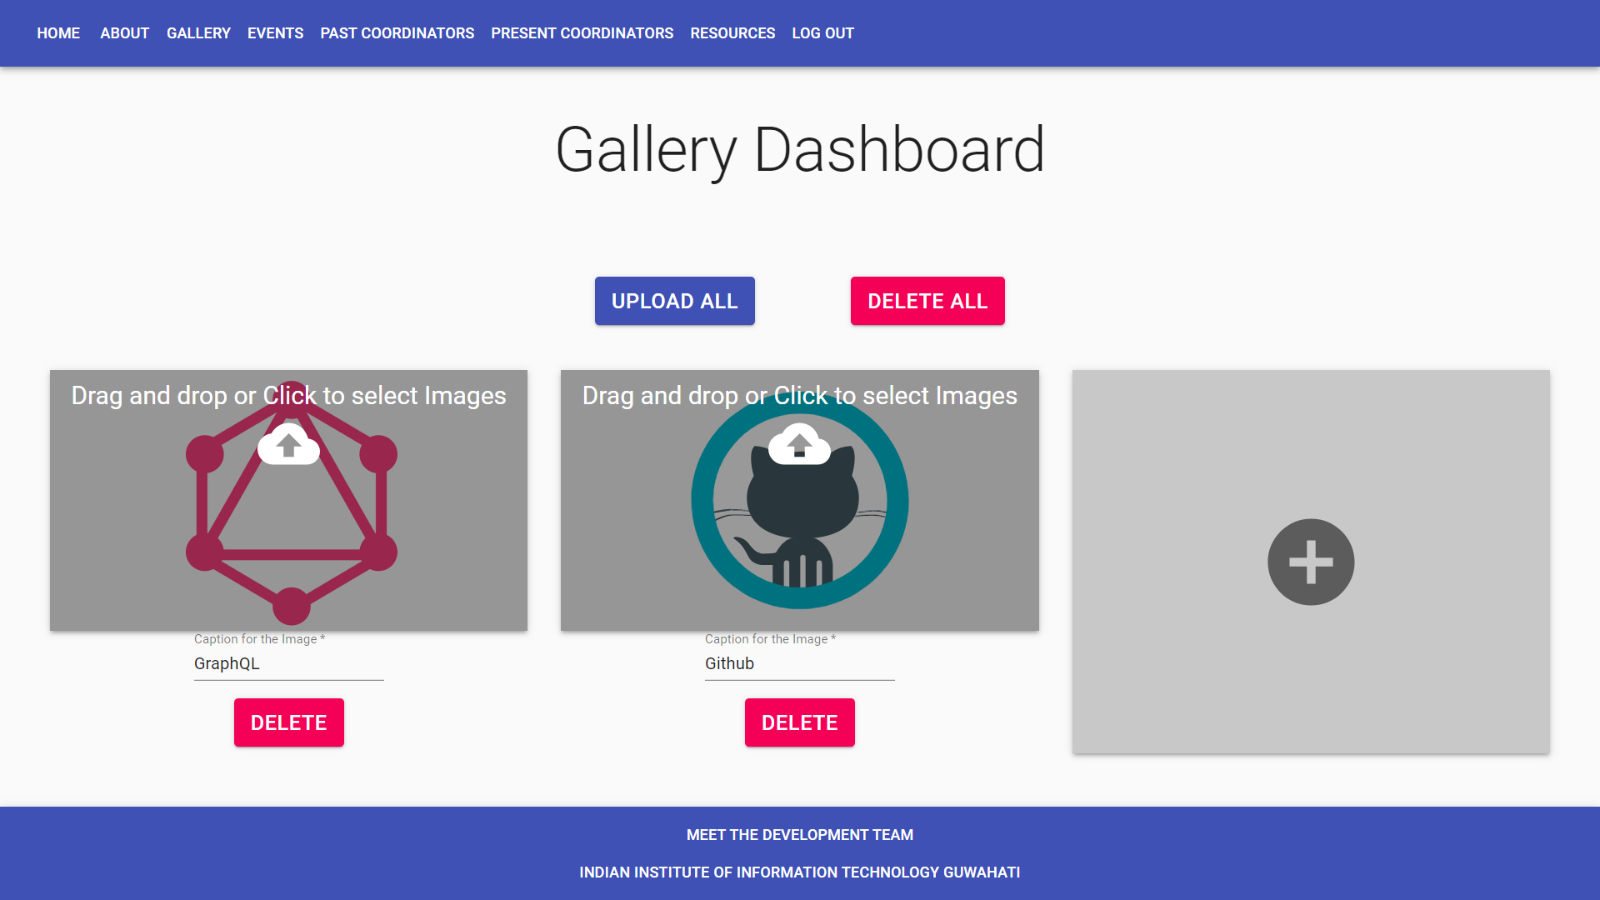 HOME ABOUT GALLERY EVENTS PAST COORDINATORS PRESENT COORDINATORS RESOURCES LOG OUT
Gallery Dashboard
UPLOAD ALL DELETE ALL
Drag and drop or Click to select Images
Caption for the Image *
GraphQL
DELETE
Drag and drop or Click to select Images
Caption for the Image *
Github
DELETE
MEET THE DEVELOPMENT TEAM
INDIAN INSTITUTE OF INFORMATION TECHNOLOGY GUWAHATI